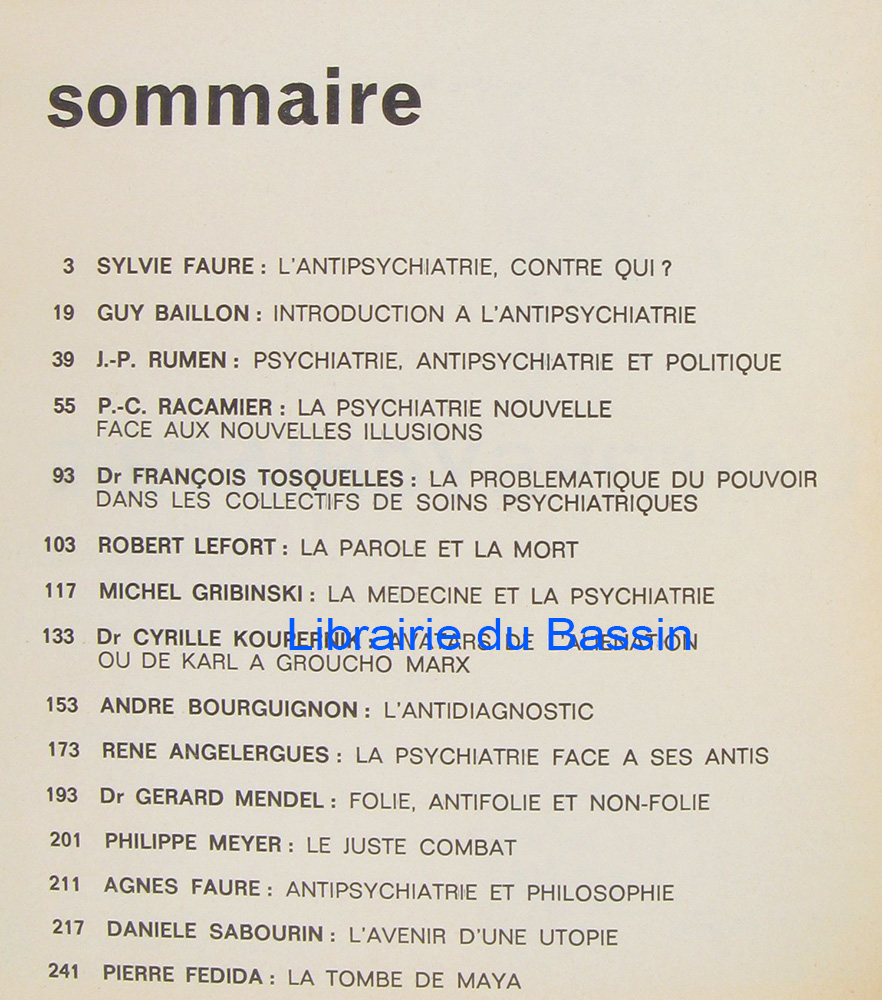 sommaire
3 SYLVIE FAURE : L'ANTIPSYCHIATRIE, CONTRE QUI ?
19 GUY BAILLON : INTRODUCTION A L'ANTIPSYCHIATRIE
39 J.-P. RUMEN : PSYCHIATRIE, ANTIPSYCHIATRIE ET POLITIQUE
55 P.-C. RACAMIER : LA PSYCHIATRIE NOUVELLE
FACE AUX NOUVELLES ILLUSIONS
93 Dr FRANÇOIS TOSQUELLES : LA PROBLEMATIQUE DU POUVOIR
DANS LES COLLECTIFS DE SOINS PSYCHIATRIQUES
103 ROBERT LEFORT : LA PAROLE ET LA MORT
117 MICHEL GRIBINSKI : LA MEDECINE ET LA PSYCHIATRIE
133 Dr CYRILLE KOUPERNIK : AVATARS DE L'ALIENATION
Librairie du Bassin
OU DE KARL A GROUCHO MARX
153 ANDRE BOURGUIGNON : L'ANTIDIAGNOSTIC
173 RENE ANGELERGUES : LA PSYCHIATRIE FACE A SES ANTIS
193 Dr GERARD MENDEL : FOLIE, ANTIFOLIE ET NON-FOLIE
201 PHILIPPE MEYER : LE JUSTE COMBAT
211 AGNES FAURE : ANTIPSYCHIATRIE ET PHILOSOPHIE
217 DANIELE SABOURIN : L'AVENIR D'UNE UTOPIE
241 PIERRE FEDIDA : LA TOMBE DE MAYA